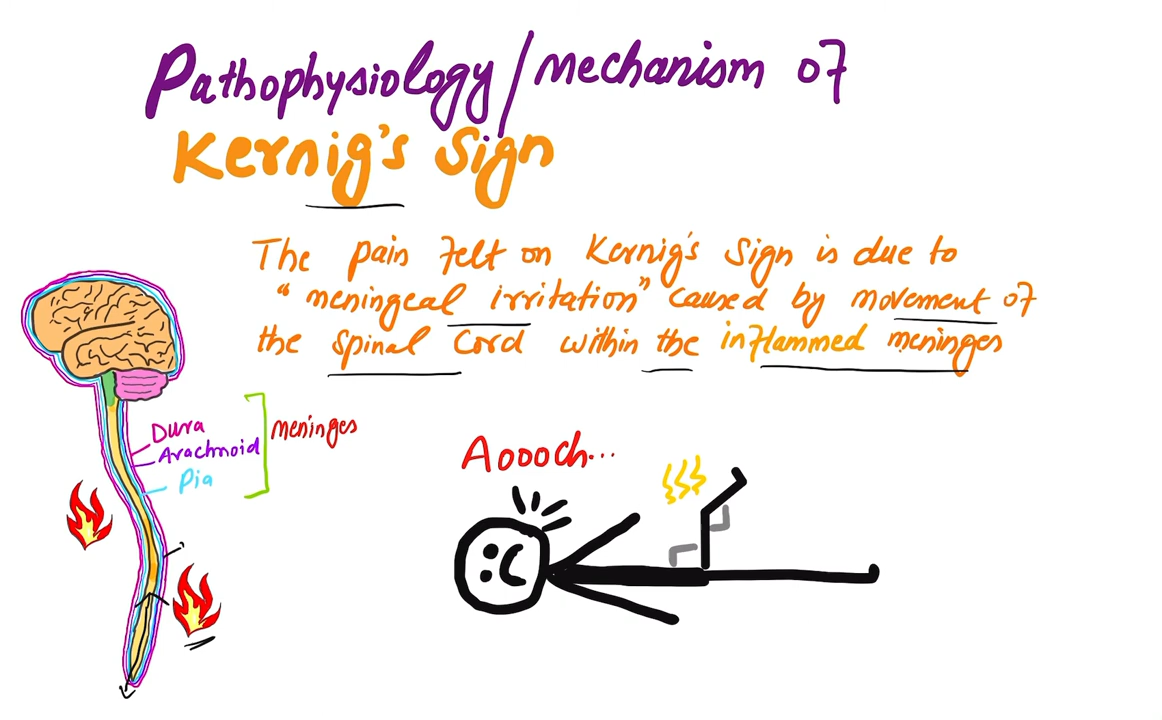 Pathophysiology/mechanism of
Kernig's Sign
The pain felt on Kernig's Sign is due to
"meningeal irritation" caused by movement of
the spinal cord within the inflammed meninges
Dura
Arachnoid
Pia
meninges
Aoooch...